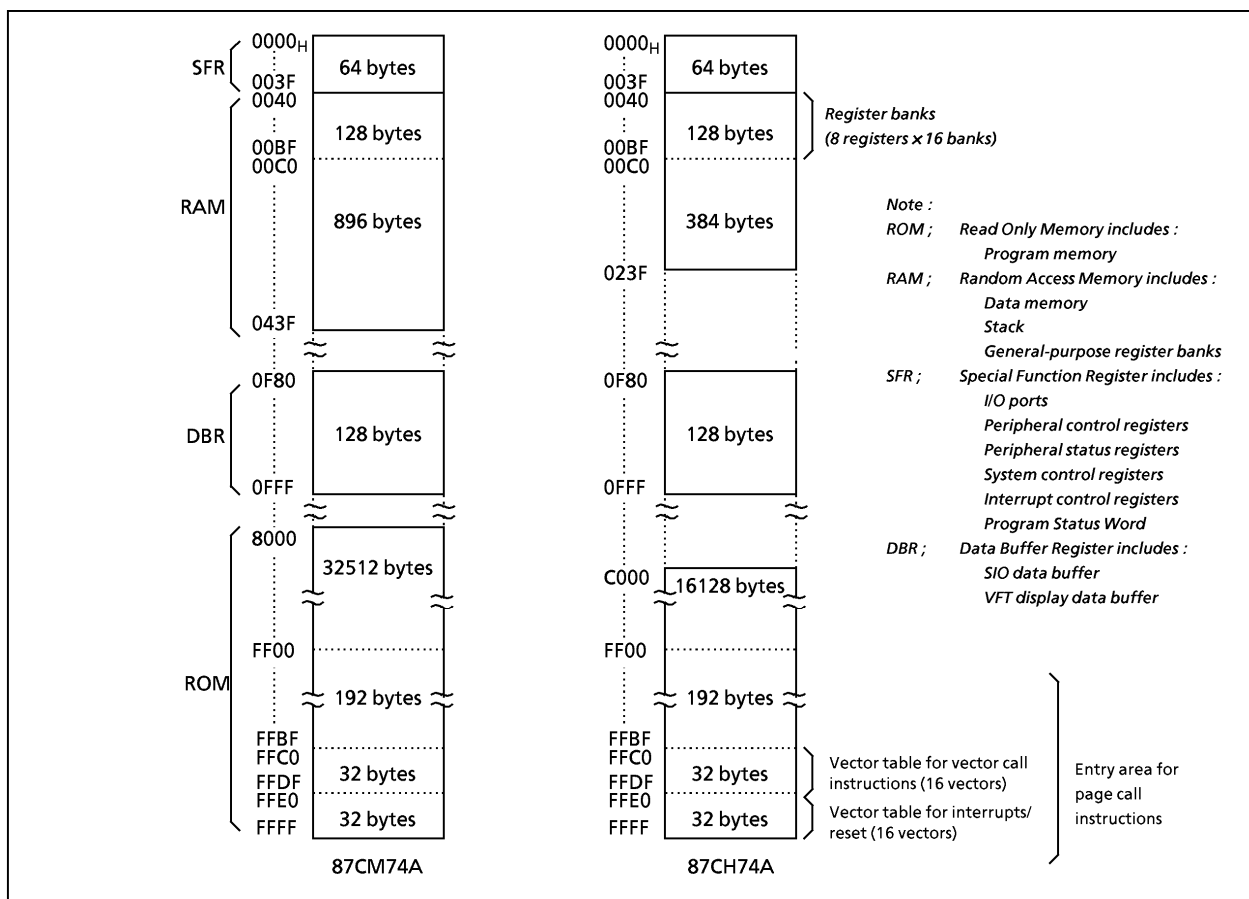 SFR
0000H
003F
0040
00BF
00C0
RAM
043F
0F80
DBR
0FFF
8000
FF00
ROM
FFBF
FFC0
FFDF
FFE0
FFFF
64 bytes
128 bytes
896 bytes
128 bytes
32512 bytes
192 bytes
32 bytes
32 bytes
87CM74A
0000H
003F
0040
00BF
00C0
023F
0F80
0FFF
C000
FF00
FFBF
FFC0
FFDF
FFE0
FFFF
64 bytes
128 bytes
384 bytes
128 bytes
16128 bytes
192 bytes
32 bytes
32 bytes
87CH74A
Register banks
(8 registers × 16 banks)
Note :
ROM ; Read Only Memory includes :
Program memory
RAM ; Random Access Memory includes :
Data memory
Stack
General-purpose register banks
SFR ; Special Function Register includes :
I/O ports
Peripheral control registers
Peripheral status registers
System control registers
Interrupt control registers
Program Status Word
DBR ; Data Buffer Register includes :
SIO data buffer
VFT display data buffer
Vector table for vector call
instructions (16 vectors)
Vector table for interrupts/
reset (16 vectors)
Entry area for
page call
instructions